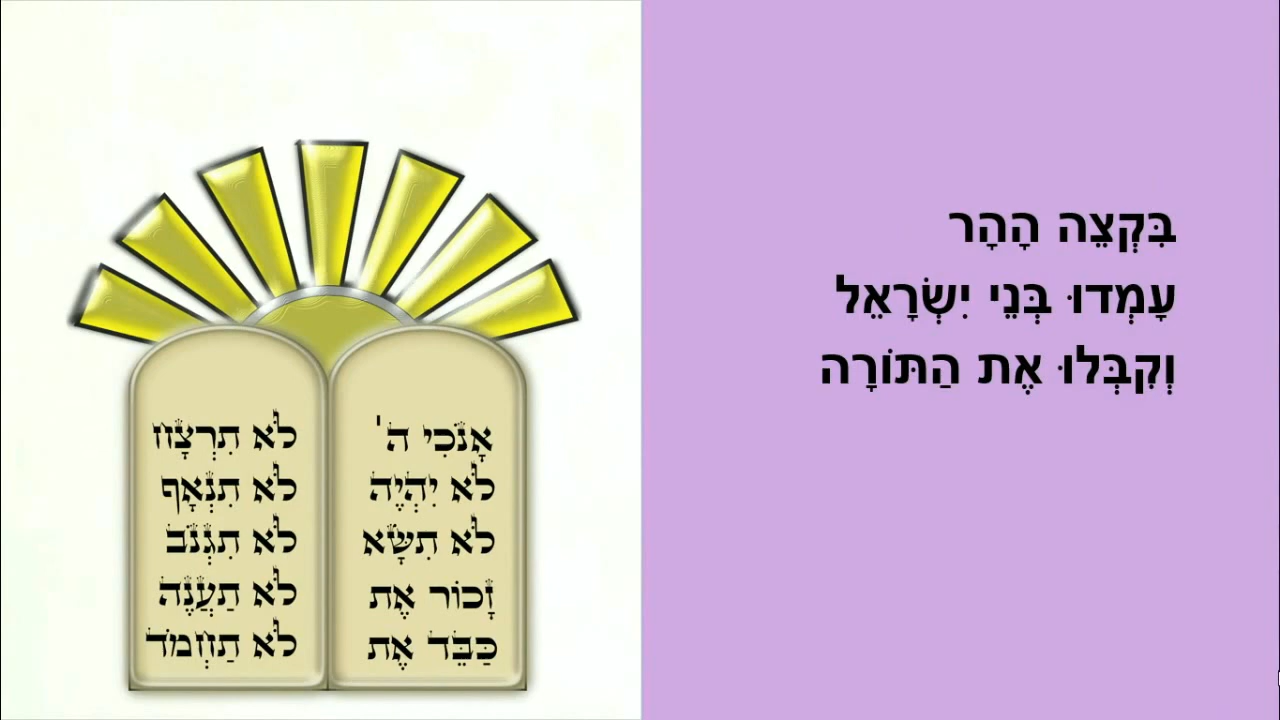 בִּקְצֵה הָהָר
עָמְדוּ בְּנֵי יִשְׂרָאֵל
וְקִבְּלוּ אֶת הַתּוֹרָה
אָנֹכִי ה'
לֹא יִהְיֶה
לֹא תִשָּׂא
זָכוֹר אֶת
כַּבֵּד אֶת
לֹא תִרְצָח
לֹא תִנְאָף
לֹא תִגְנֹב
לֹא תַעֲנֶה
לֹא תַחְמֹד